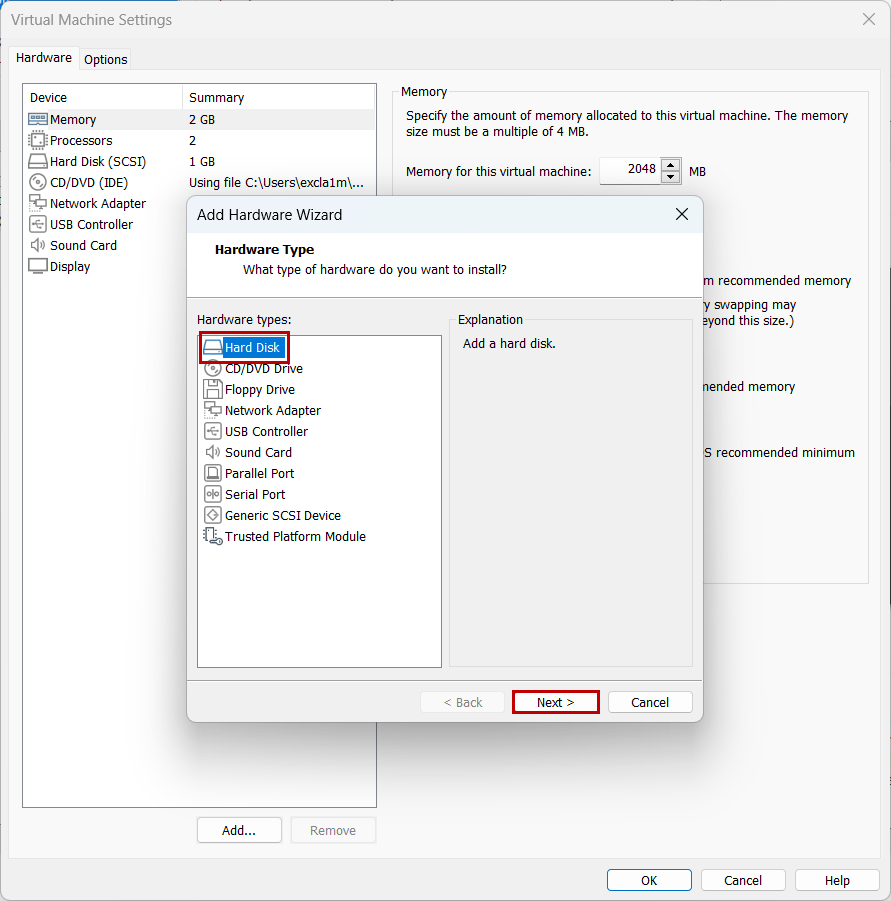 Virtual Machine Settings
Hardware
Options
Device Summary
Memory 2 GB
Processors 2
Hard Disk (SCSI) 1 GB
CD/DVD (IDE) Using file C:\Users\excla1m\...
Network Adapter
USB Controller
Sound Card
Display
Add...
Remove
Memory
Specify the amount of memory allocated to this virtual machine. The memory
size must be a multiple of 4 MB.
Memory for this virtual machine: 2048 MB
recommended memory
swapping may
this size.)
memory
recommended minimum
Add Hardware Wizard
Hardware Type
What type of hardware do you want to install?
Hardware types:
Hard Disk
CD/DVD Drive
Floppy Drive
Network Adapter
USB Controller
Sound Card
Parallel Port
Serial Port
Generic SCSI Device
Trusted Platform Module
Explanation
Add a hard disk.
< Back
Next >
Cancel
OK
Cancel
Help